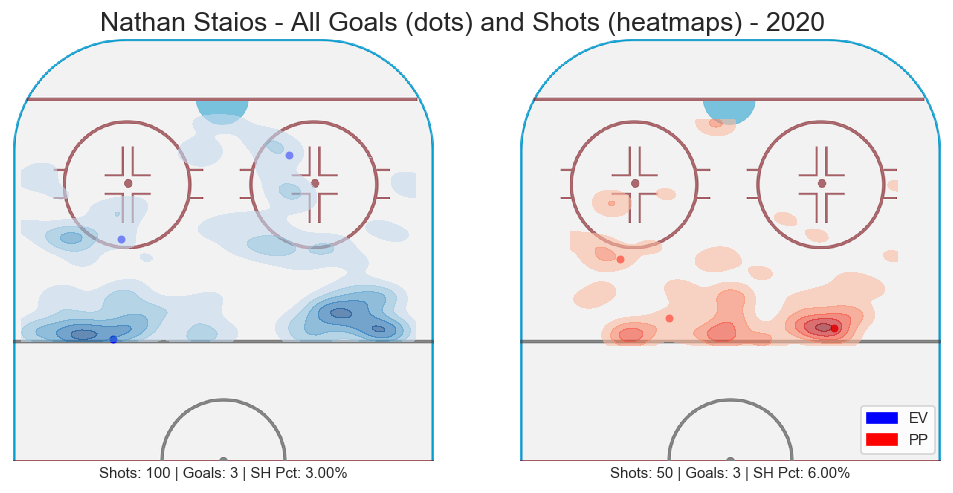 Nathan Staios - All Goals (dots) and Shots (heatmaps) - 2020
EV
PP
Shots: 100 | Goals: 3 | SH Pct: 3.00%
Shots: 50 | Goals: 3 | SH Pct: 6.00%